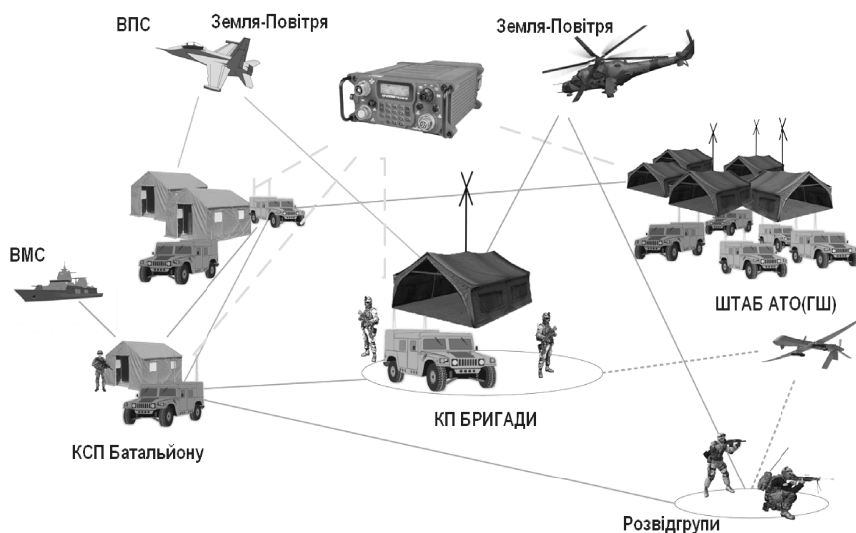 ВПС
Земля-Повітря
Земля-Повітря
ВМС
ШТАБ АТО(ГШ)
КП БРИГАДИ
КСП Батальйону
Розвідгрупи